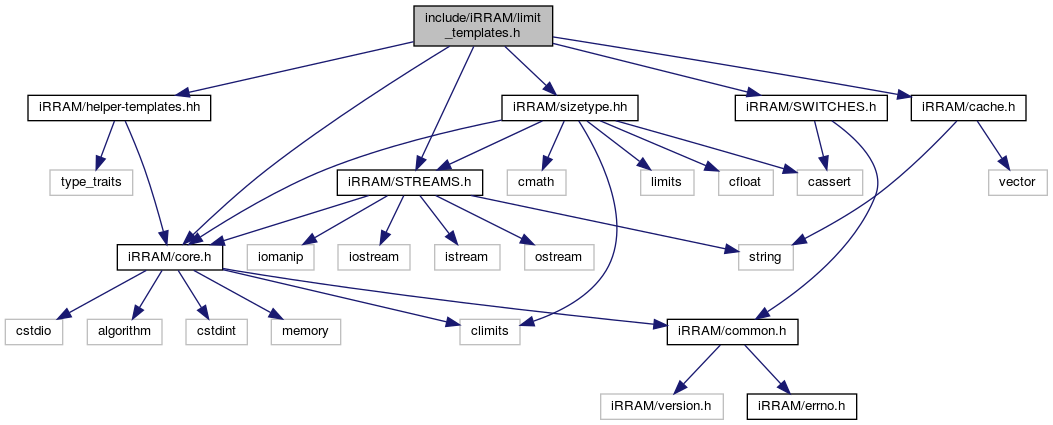 include/iRRAM/limit
_templates.h
iRRAM/helper-templates.hh
iRRAM/sizetype.hh
iRRAM/SWITCHES.h
iRRAM/cache.h
type_traits
iRRAM/STREAMS.h
cmath
limits
cfloat
cassert
vector
iRRAM/core.h
iomanip
iostream
istream
ostream
string
cstdio
algorithm
cstdint
memory
climits
iRRAM/common.h
iRRAM/version.h
iRRAM/errno.h